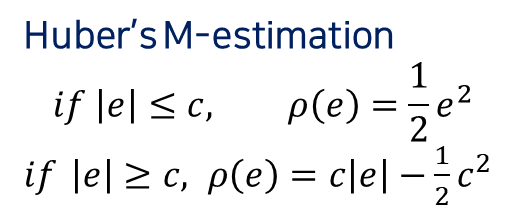 Huber's M-estimation
if |e| ≤ c, ρ(e) = 1/2 e²
if |e| ≥ c, ρ(e) = c|e| − 1/2 c²